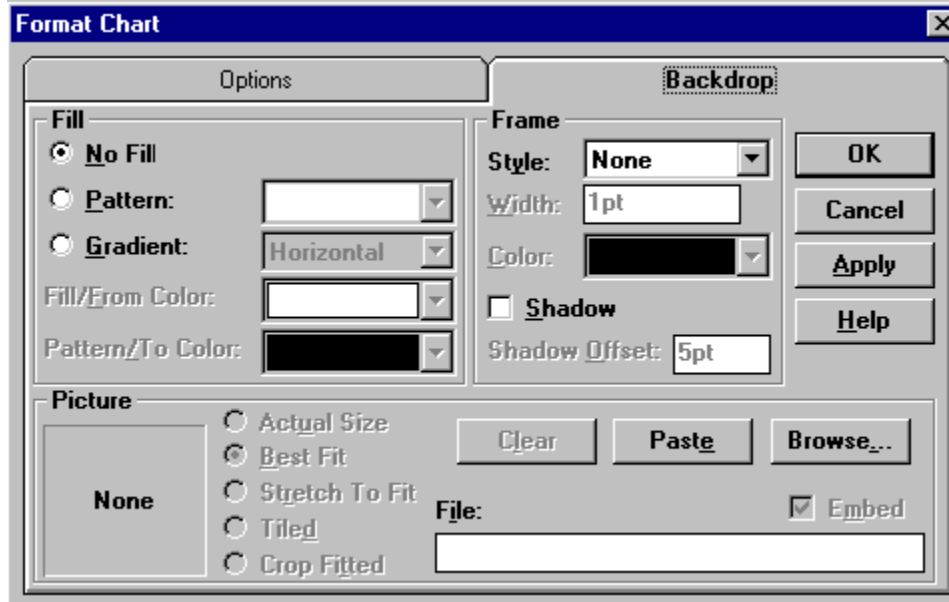 Format Chart
Options
Backdrop
Fill
No Fill
Pattern:
Gradient:
Horizontal
Fill/From Color:
Pattern/To Color:
Frame
Style:
None
Width:
1pt
Color:
Shadow
Shadow Offset:
5pt
OK
Cancel
Apply
Help
Picture
None
Actual Size
Best Fit
Stretch To Fit
Tiled
Crop Fitted
Clear
Paste
Browse...
File:
Embed